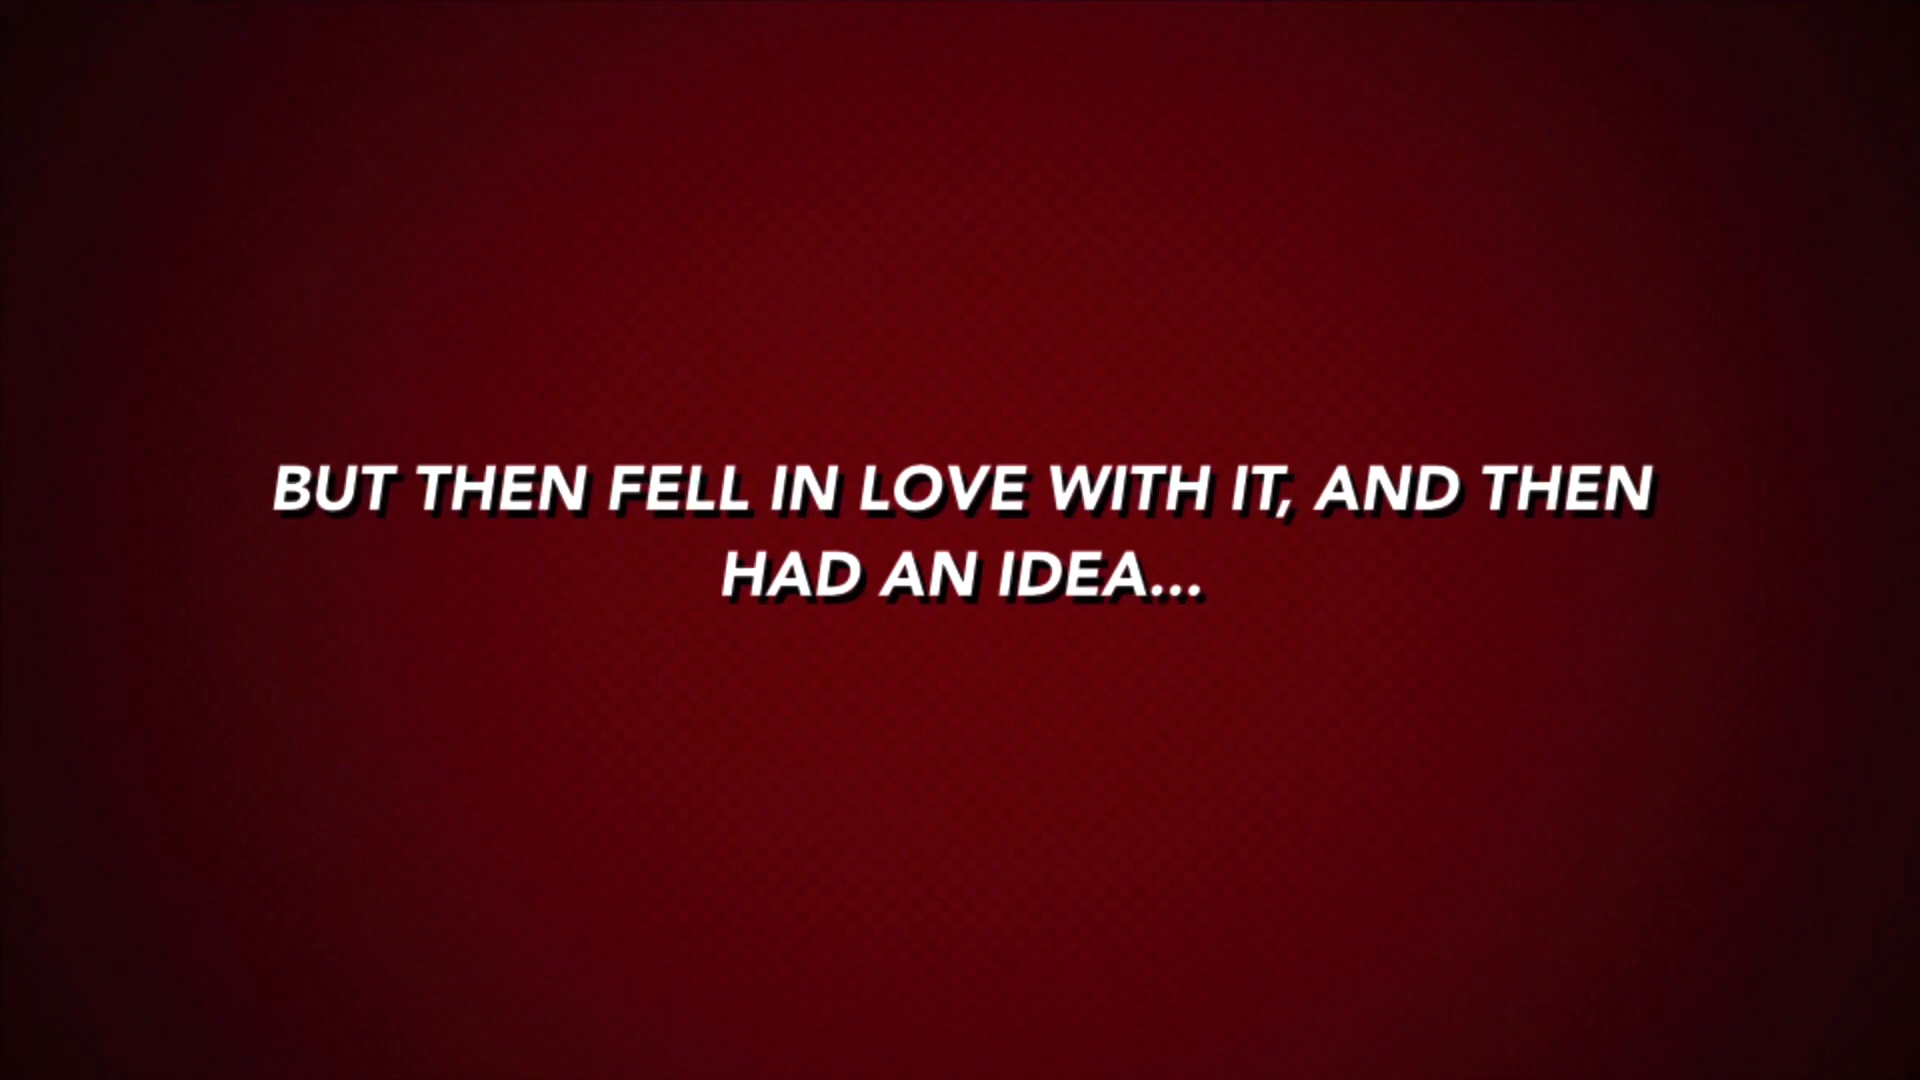 BUT THEN FELL IN LOVE WITH IT, AND THEN
HAD AN IDEA...